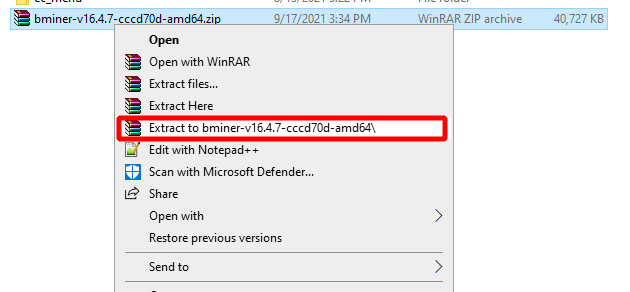 bminer-v16.4.7-cccd70d-amd64.zip 9/17/2021 3:34 PM WinRAR ZIP archive 40,727 KB
Open
Open with WinRAR
Extract files...
Extract Here
Extract to bminer-v16.4.7-cccd70d-amd64\
Edit with Notepad++
Scan with Microsoft Defender...
Share
Open with
Restore previous versions
Send to